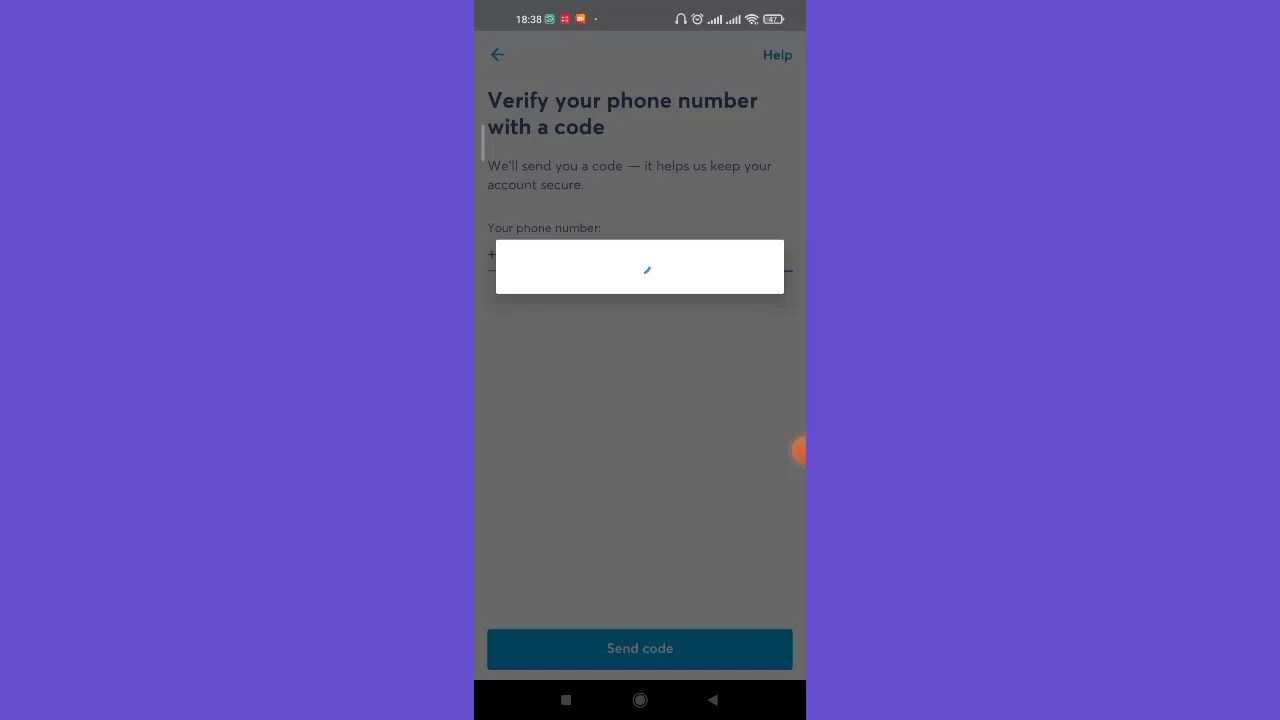 18:38 47
Help
Verify your phone number
with a code
We'll send you a code — it helps us keep your
account secure.
Your phone number:
+
Send code